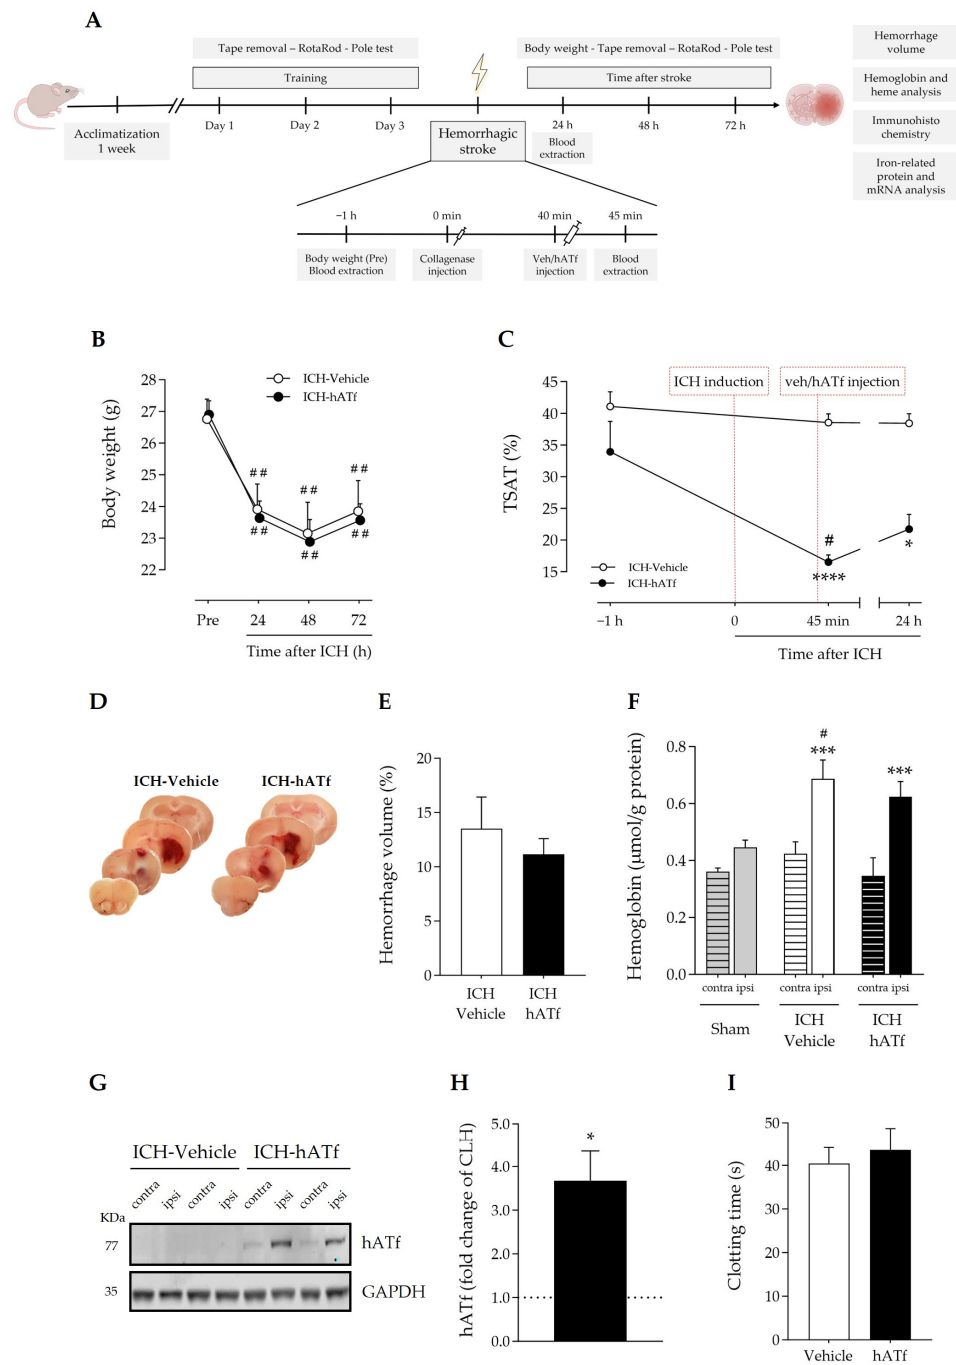 A
Tape removal – RotaRod - Pole test
Body weight - Tape removal – RotaRod - Pole test
Training
Time after stroke
Acclimatization
1 week
Day 1
Day 2
Day 3
Hemorrhagic
stroke
24 h
48 h
72 h
Blood
extraction
Hemorrhage
volume
Hemoglobin and
heme analysis
Immunohisto
chemistry
Iron-related
protein and
mRNA analysis
−1 h
0 min
40 min
45 min
Body weight (Pre)
Blood extraction
Collagenase
injection
Veh/hATf
injection
Blood
extraction
B
Body weight (g)
28
27
26
25
24
23
22
ICH-Vehicle
ICH-hATf
# #
# #
# #
# #
# #
# #
Pre
24
48
72
Time after ICH (h)
C
ICH induction
veh/hATf injection
TSAT (%)
45
40
35
30
25
20
15
ICH-Vehicle
ICH-hATf
#
****
*
−1 h
0
45 min
24 h
Time after ICH
D
ICH-Vehicle
ICH-hATf
E
Hemorrhage volume (%)
20
15
10
5
0
ICH
Vehicle
ICH
hATf
F
Hemoglobin (µmol/g protein)
0.8
0.6
0.4
0.2
0.0
#
***
***
contra ipsi
contra ipsi
contra ipsi
Sham
ICH
Vehicle
ICH
hATf
G
ICH-Vehicle
ICH-hATf
contra
ipsi
contra
ipsi
contra
ipsi
contra
ipsi
KDa
77
hATf
35
GAPDH
H
hATf (fold change of CLH)
5.0
4.0
3.0
2.0
1.0
0.0
*
I
Clotting time (s)
50
40
30
20
10
0
Vehicle
hATf